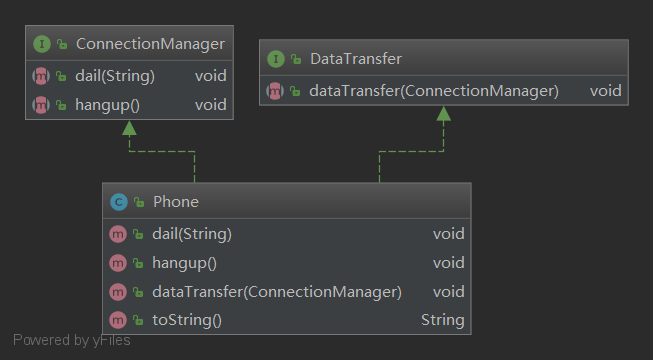 ConnectionManager
dail(String) void
hangup() void
DataTransfer
dataTransfer(ConnectionManager) void
Phone
dail(String) void
hangup() void
dataTransfer(ConnectionManager) void
toString() String
Powered by yFiles